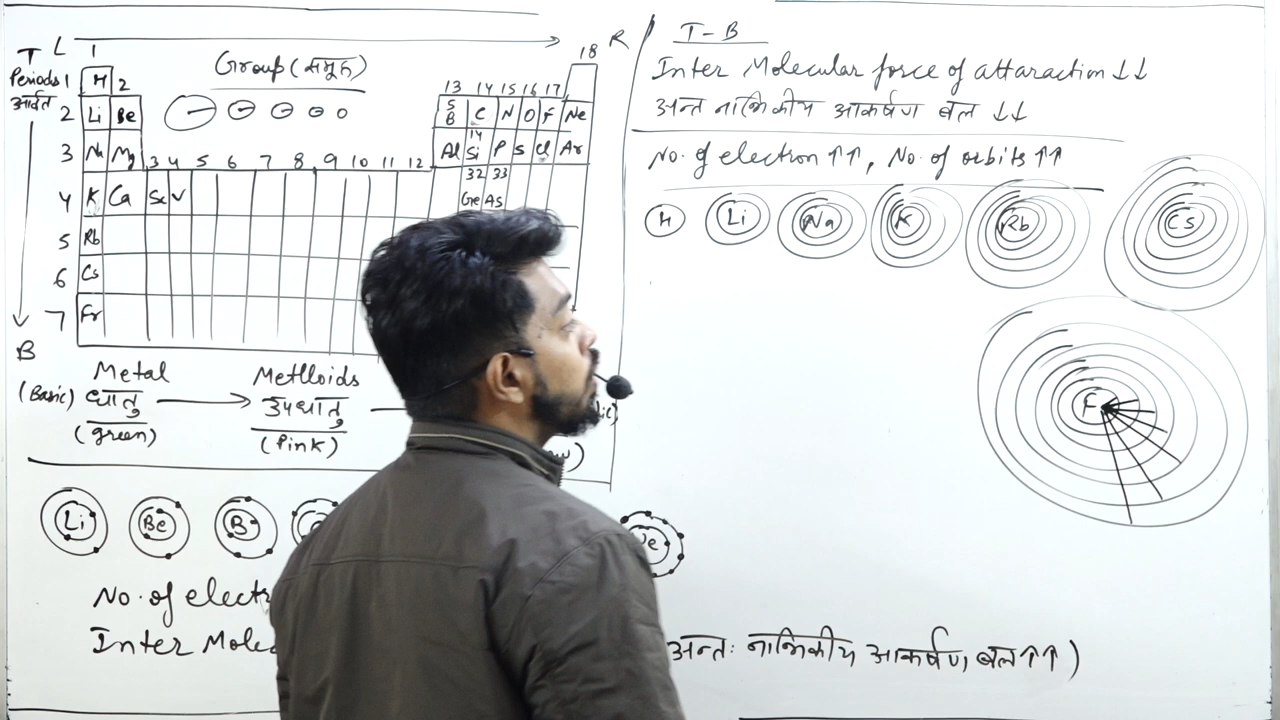 T L 1 18 R
Periods 1 H 2 Group (समूह) 13 14 15 16 17
आर्वत 2 Li Be 5 B C N O F Ne
3 Na Mg 3 4 5 6 7 8 9 10 11 12 Al 14 Si P S Cl Ar
4 K Ca Sc V 32 Ge 33 As
5 Rb
6 Cs
7 Fr
B
(Basic) Metal Metlloids
धातु उपधातु
(green) (Pink)
Li Be B
No. of electr
Inter Mole
T-B
Inter Molecular force of attaraction ↓↓
अन्त नाभिकीय आकर्षण बल ↓↓
No. of electron ↑↑, No. of orbits ↑↑
H Li Na K Rb Cs
F
अन्तः नाभिकीय आकर्षण बल ↑↑)